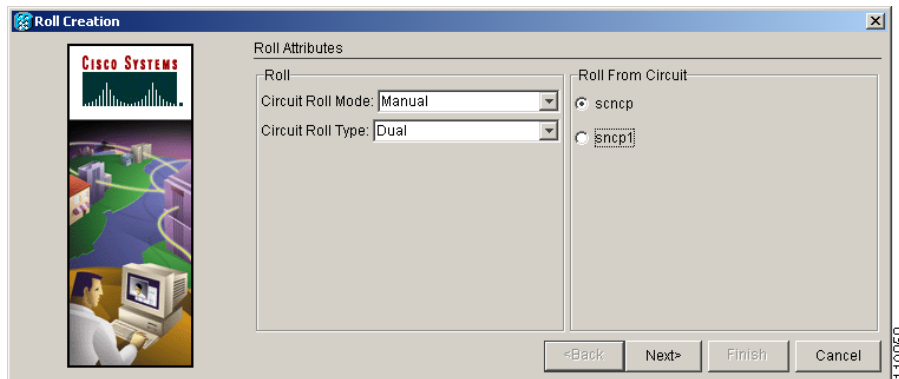 Roll Creation
CISCO SYSTEMS
Roll Attributes
Roll
Circuit Roll Mode: Manual
Circuit Roll Type: Dual
Roll From Circuit
scncp
sncp1
<Back
Next>
Finish
Cancel